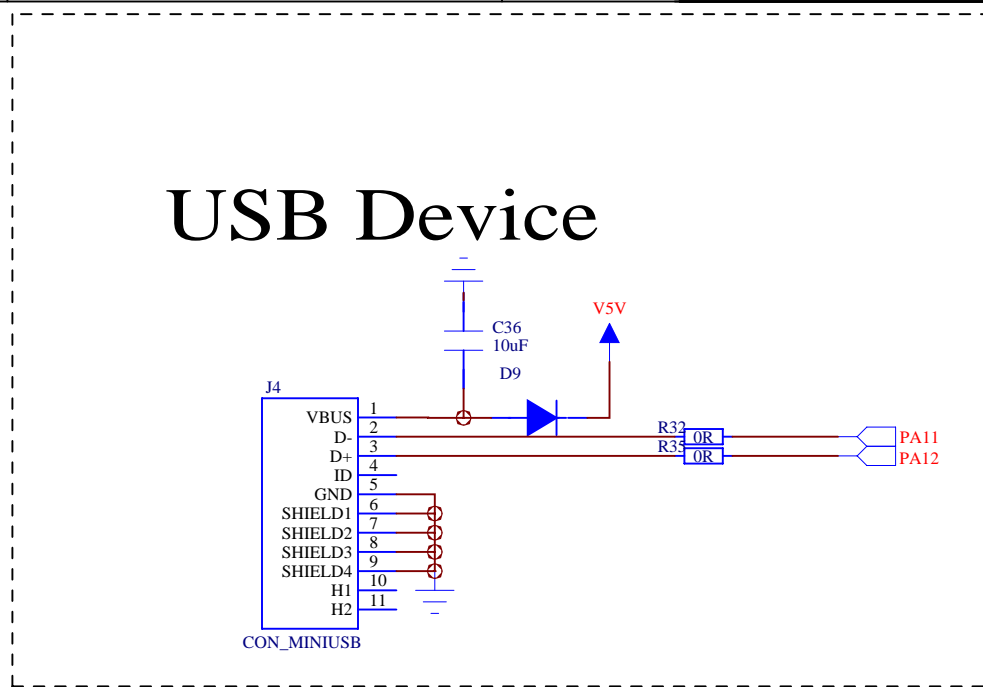 USB Device
V5V
C36
10uF
D9
J4
VBUS 1
D- 2
D+ 3
ID 4
GND 5
SHIELD1 6
SHIELD2 7
SHIELD3 8
SHIELD4 9
H1 10
H2 11
CON_MINIUSB
R32 0R PA11
R35 0R PA12